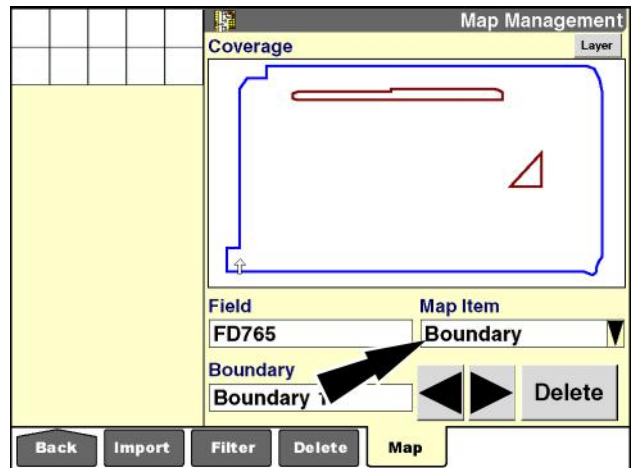 Map Management
Coverage
Layer
Field
Map Item
FD765
Boundary
Boundary
Boundary
Delete
Back
Import
Filter
Delete
Map